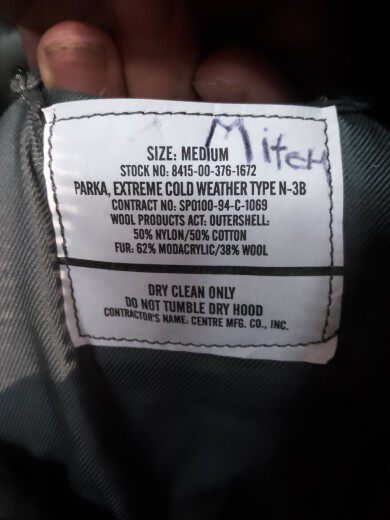 Mitch
SIZE: MEDIUM
STOCK NO: 8415-00-376-1672
PARKA, EXTREME COLD WEATHER TYPE N-3B
CONTRACT NO: SPO100-94-C-1069
WOOL PRODUCTS ACT: OUTERSHELL:
50% NYLON/50% COTTON
FUR: 62% MODACRYLIC/38% WOOL
DRY CLEAN ONLY
DO NOT TUMBLE DRY HOOD
CONTRACTOR'S NAME: CENTRE MFG. CO., INC.